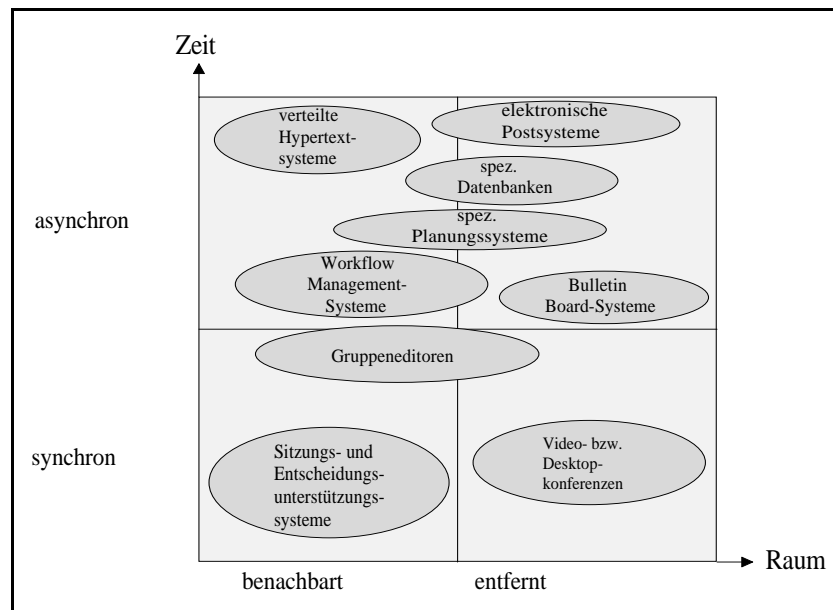 Zeit
verteilte
Hypertext-
systeme
elektronische
Postsysteme
spez.
Datenbanken
asynchron
spez.
Planungssysteme
Workflow
Management-
Systeme
Bulletin
Board-Systeme
Gruppeneditoren
synchron
Sitzungs- und
Entscheidungs-
unterstützungs-
systeme
Video- bzw.
Desktop-
konferenzen
Raum
benachbart
entfernt